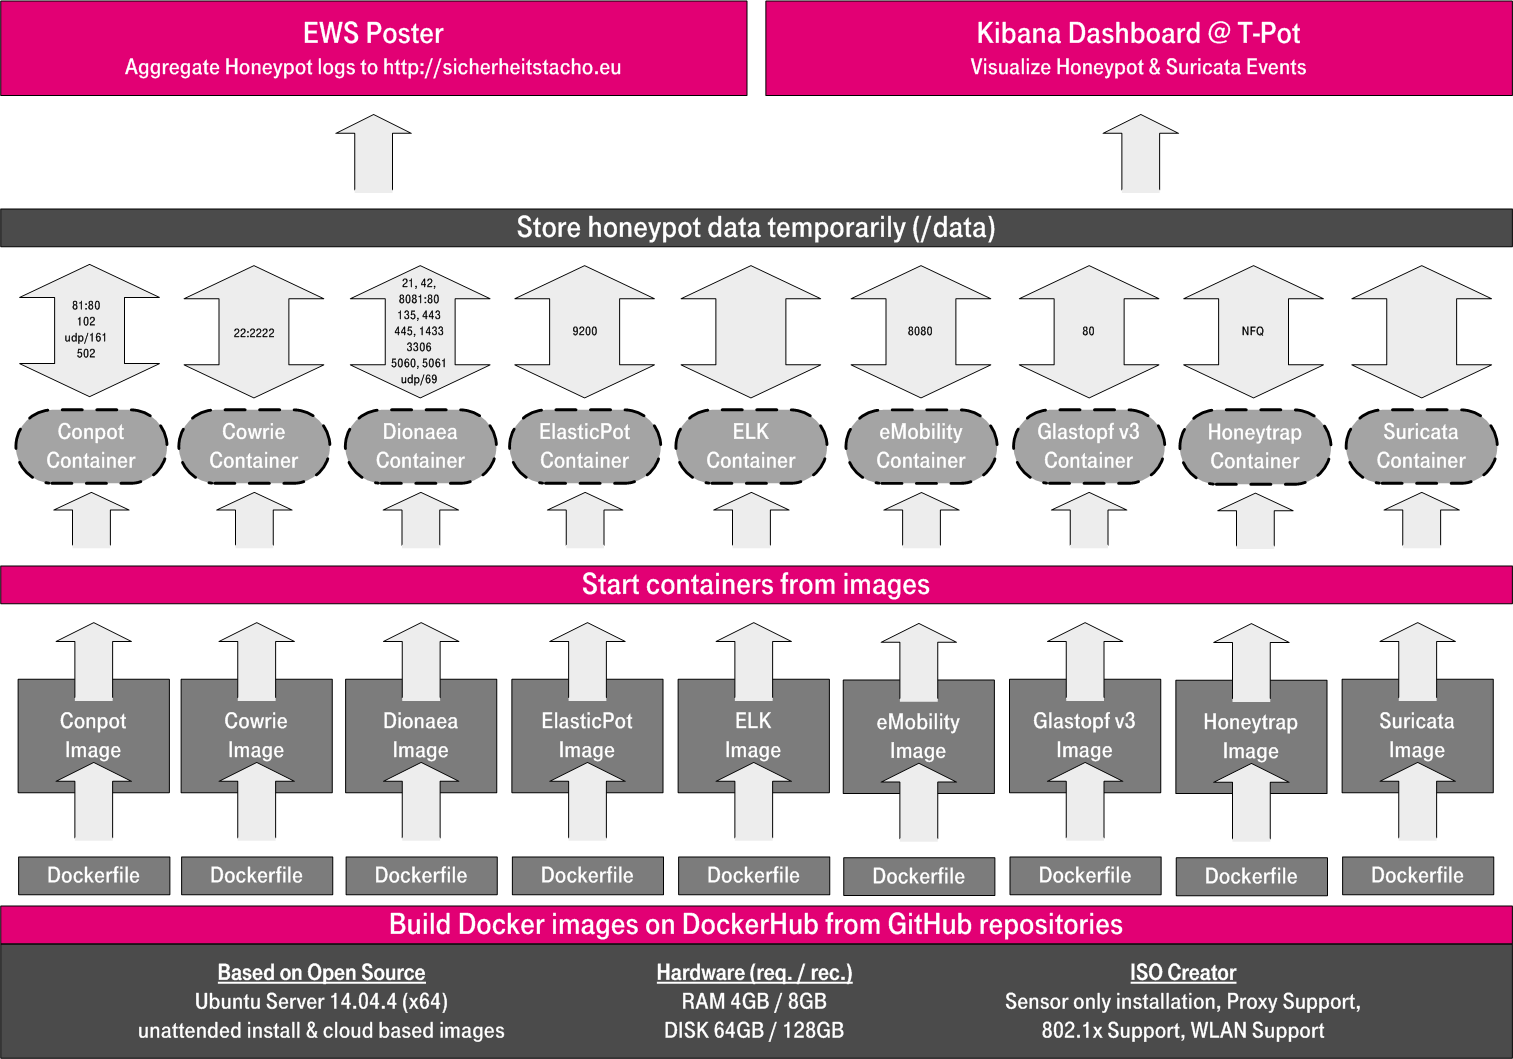 EWS Poster
Aggregate Honeypot logs to http://sicherheitstacho.eu
Kibana Dashboard @ T-Pot
Visualize Honeypot & Suricata Events
Store honeypot data temporarily (/data)
81:80
102
udp/161
502
22:2222
21, 42,
8081:80
135, 443
445, 1433
3306
5060, 5061
udp/69
9200
8080
80
NFQ
Conpot
Container
Cowrie
Container
Dionaea
Container
ElasticPot
Container
ELK
Container
eMobility
Container
Glastopf v3
Container
Honeytrap
Container
Suricata
Container
Start containers from images
Conpot
Image
Cowrie
Image
Dionaea
Image
ElasticPot
Image
ELK
Image
eMobility
Image
Glastopf v3
Image
Honeytrap
Image
Suricata
Image
Dockerfile
Dockerfile
Dockerfile
Dockerfile
Dockerfile
Dockerfile
Dockerfile
Dockerfile
Dockerfile
Build Docker images on DockerHub from GitHub repositories
Based on Open Source
Ubuntu Server 14.04.4 (x64)
unattended install & cloud based images
Hardware (req. / rec.)
RAM 4GB / 8GB
DISK 64GB / 128GB
ISO Creator
Sensor only installation, Proxy Support,
802.1x Support, WLAN Support